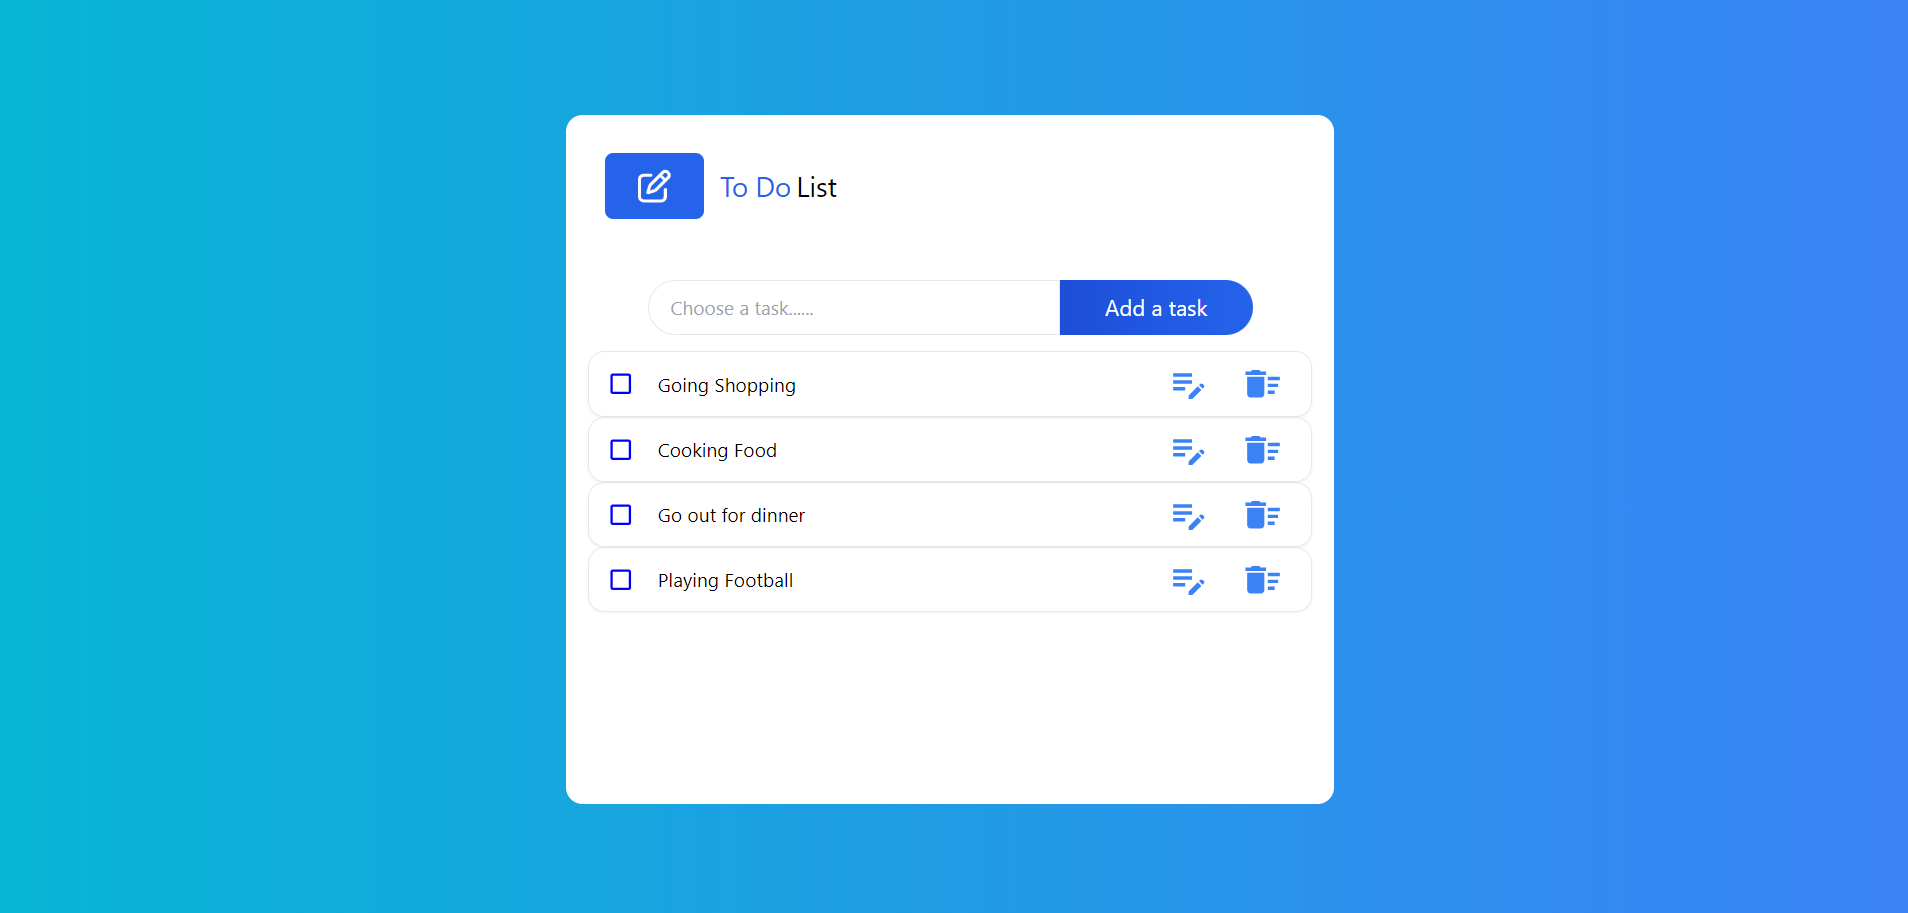 To Do List
Choose a task......
Add a task
Going Shopping
Cooking Food
Go out for dinner
Playing Football